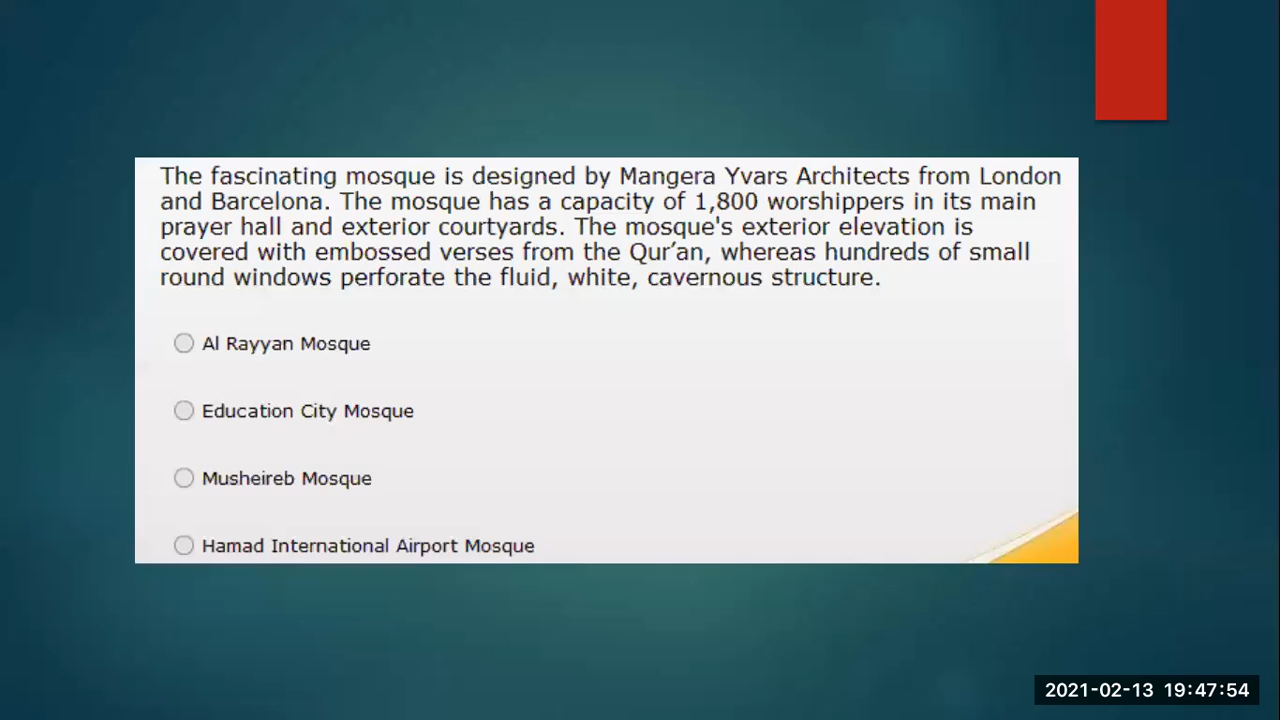 The fascinating mosque is designed by Mangera Yvars Architects from London
and Barcelona. The mosque has a capacity of 1,800 worshippers in its main
prayer hall and exterior courtyards. The mosque's exterior elevation is
covered with embossed verses from the Qur’an, whereas hundreds of small
round windows perforate the fluid, white, cavernous structure.
Al Rayyan Mosque
Education City Mosque
Musheireb Mosque
Hamad International Airport Mosque
2021-02-13 19:47:54